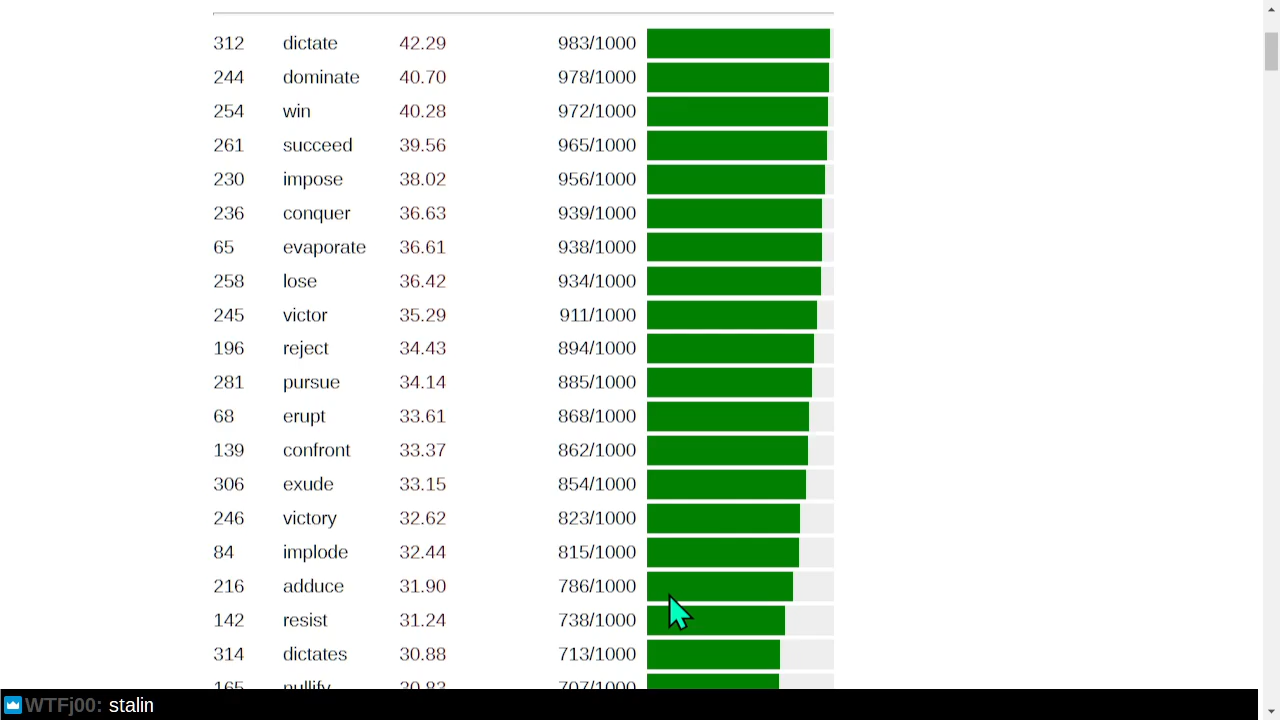 312 dictate 42.29 983/1000
244 dominate 40.70 978/1000
254 win 40.28 972/1000
261 succeed 39.56 965/1000
230 impose 38.02 956/1000
236 conquer 36.63 939/1000
65 evaporate 36.61 938/1000
258 lose 36.42 934/1000
245 victor 35.29 911/1000
196 reject 34.43 894/1000
281 pursue 34.14 885/1000
68 erupt 33.61 868/1000
139 confront 33.37 862/1000
306 exude 33.15 854/1000
246 victory 32.62 823/1000
84 implode 32.44 815/1000
216 adduce 31.90 786/1000
142 resist 31.24 738/1000
314 dictates 30.88 713/1000
165 nullify 30.83 707/1000
WTFj00: stalin